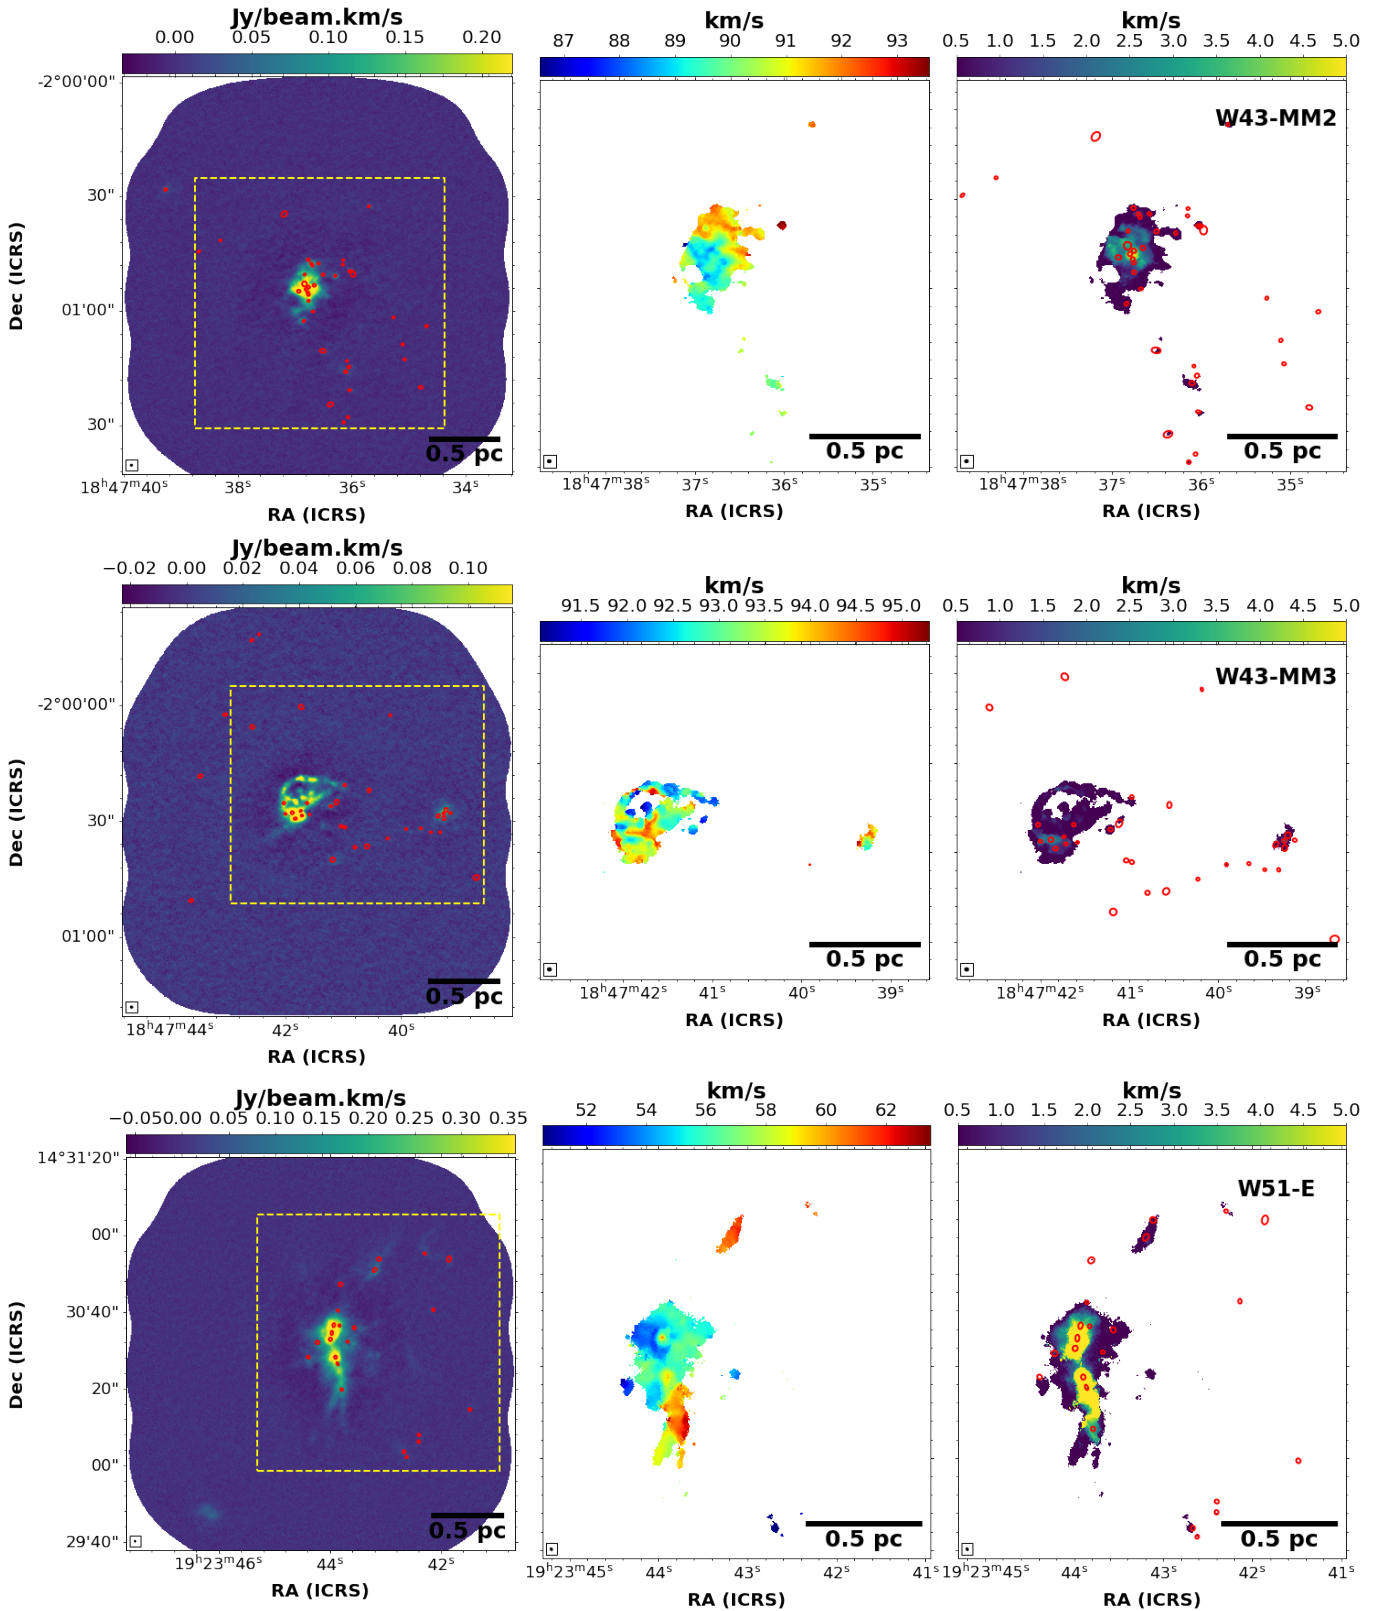 Jy/beam.km/s
0.00 0.05 0.10 0.15 0.20
km/s
87 88 89 90 91 92 93
km/s
0.5 1.0 1.5 2.0 2.5 3.0 3.5 4.0 4.5 5.0
-2°00'00"
30"
01'00"
30"
Dec (ICRS)
0.5 pc
18ʰ47ᵐ40ˢ 38ˢ 36ˢ 34ˢ
RA (ICRS)
0.5 pc
18ʰ47ᵐ38ˢ 37ˢ 36ˢ 35ˢ
RA (ICRS)
W43-MM2
0.5 pc
18ʰ47ᵐ38ˢ 37ˢ 36ˢ 35ˢ
RA (ICRS)
Jy/beam.km/s
−0.02 0.00 0.02 0.04 0.06 0.08 0.10
km/s
91.5 92.0 92.5 93.0 93.5 94.0 94.5 95.0
km/s
0.5 1.0 1.5 2.0 2.5 3.0 3.5 4.0 4.5 5.0
-2°00'00"
30"
01'00"
Dec (ICRS)
0.5 pc
18ʰ47ᵐ44ˢ 42ˢ 40ˢ
RA (ICRS)
0.5 pc
18ʰ47ᵐ42ˢ 41ˢ 40ˢ 39ˢ
RA (ICRS)
W43-MM3
0.5 pc
18ʰ47ᵐ42ˢ 41ˢ 40ˢ 39ˢ
RA (ICRS)
Jy/beam.km/s
−0.05 0.00 0.05 0.10 0.15 0.20 0.25 0.30 0.35
km/s
52 54 56 58 60 62
km/s
0.5 1.0 1.5 2.0 2.5 3.0 3.5 4.0 4.5 5.0
14°31'20"
00"
30'40"
20"
00"
29'40"
Dec (ICRS)
0.5 pc
19ʰ23ᵐ46ˢ 44ˢ 42ˢ
RA (ICRS)
0.5 pc
19ʰ23ᵐ45ˢ 44ˢ 43ˢ 42ˢ 41ˢ
RA (ICRS)
W51-E
0.5 pc
19ʰ23ᵐ45ˢ 44ˢ 43ˢ 42ˢ 41ˢ
RA (ICRS)